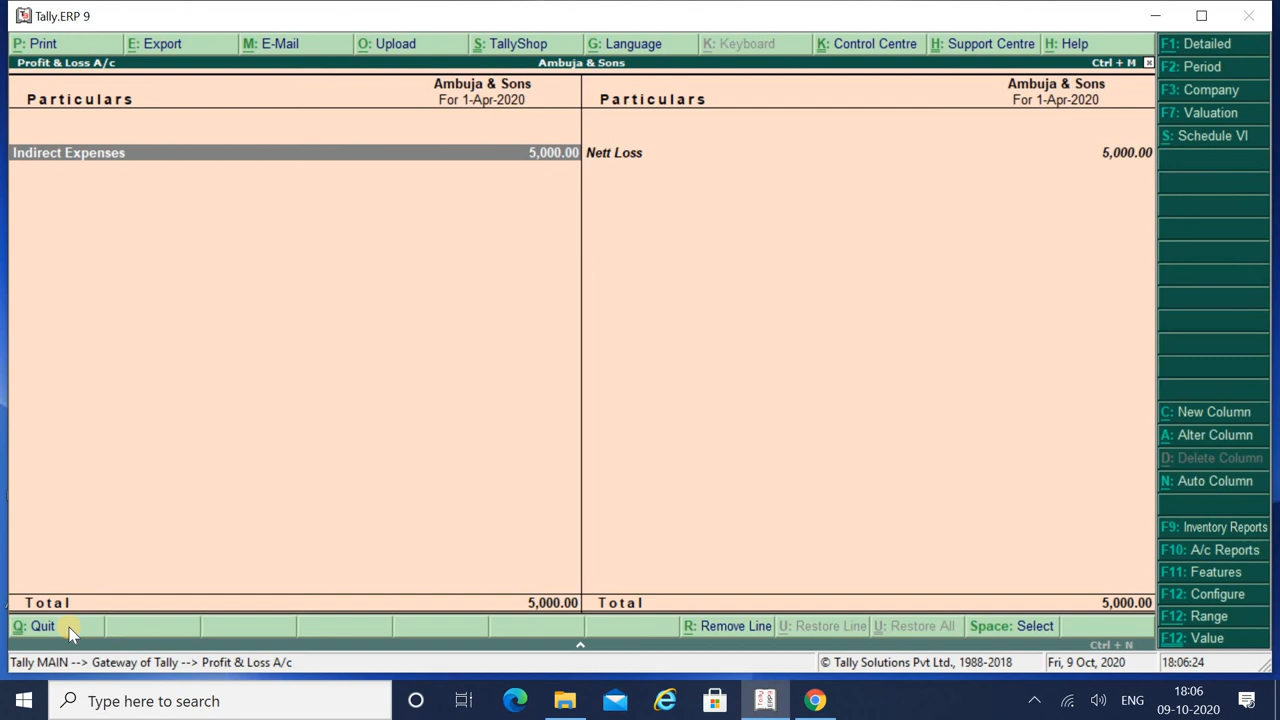 Tally.ERP 9
P: Print E: Export M: E-Mail O: Upload S: TallyShop G: Language K: Keyboard K: Control Centre H: Support Centre H: Help
Profit & Loss A/c Ambuja & Sons Ctrl + M
Particulars Ambuja & Sons Particulars Ambuja & Sons
For 1-Apr-2020 For 1-Apr-2020
Indirect Expenses 5,000.00 Nett Loss 5,000.00
Total 5,000.00 Total 5,000.00
Q: Quit R: Remove Line U: Restore Line U: Restore All Space: Select
Ctrl + N
Tally MAIN --> Gateway of Tally --> Profit & Loss A/c © Tally Solutions Pvt Ltd., 1988-2018 Fri, 9 Oct, 2020 18:06:24
F1: Detailed
F2: Period
F3: Company
F7: Valuation
S: Schedule VI
C: New Column
A: Alter Column
D: Delete Column
N: Auto Column
F9: Inventory Reports
F10: A/c Reports
F11: Features
F12: Configure
F12: Range
F12: Value
Type here to search ENG 18:06
09-10-2020